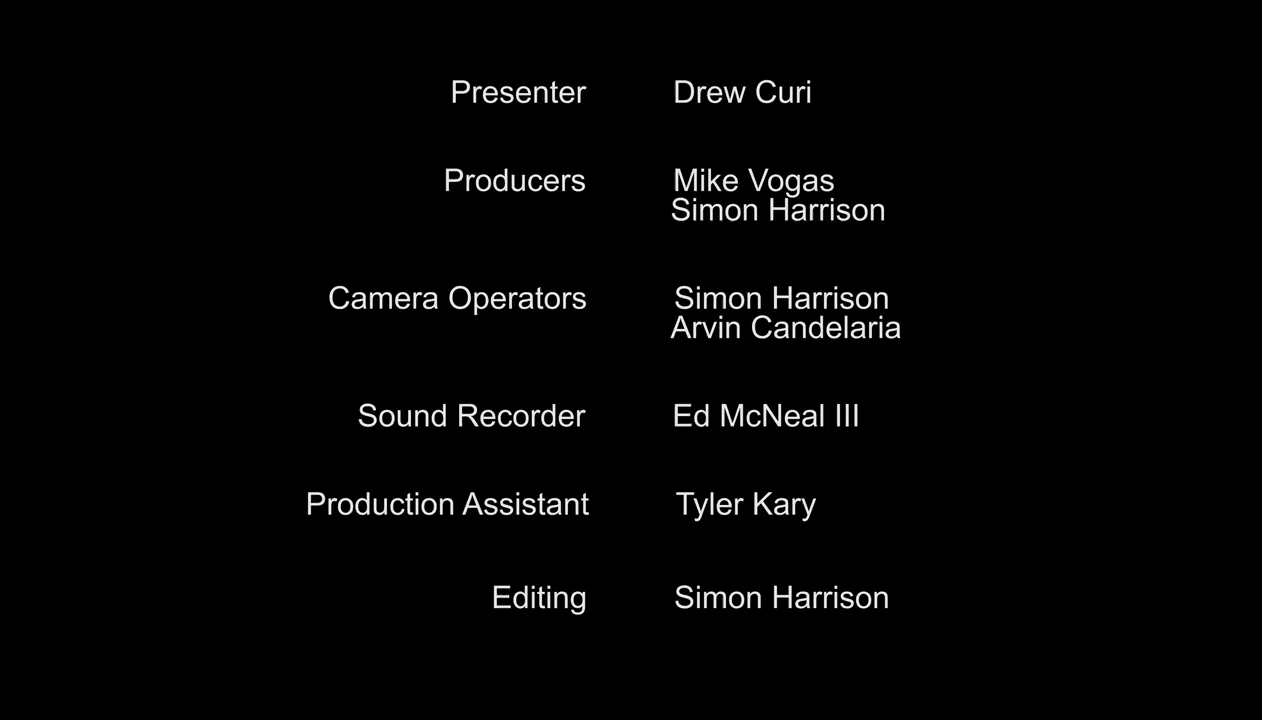 Presenter Drew Curi
Producers Mike Vogas
Simon Harrison
Camera Operators Simon Harrison
Arvin Candelaria
Sound Recorder Ed McNeal III
Production Assistant Tyler Kary
Editing Simon Harrison